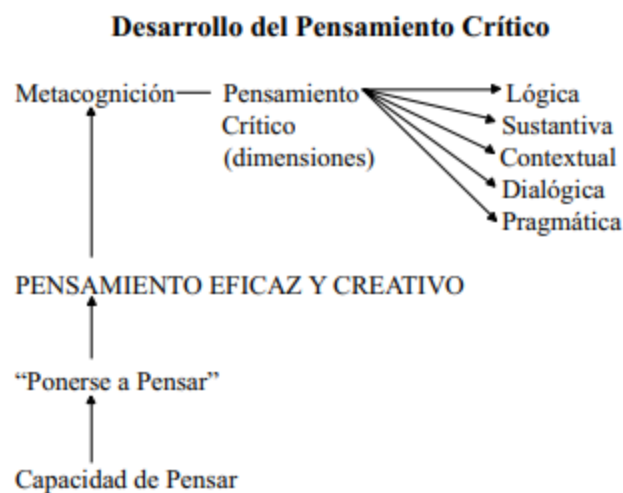 Desarrollo del Pensamiento Crítico
Metacognición
Pensamiento
Crítico
(dimensiones)
Lógica
Sustantiva
Contextual
Dialógica
Pragmática
PENSAMIENTO EFICAZ Y CREATIVO
“Ponerse a Pensar”
Capacidad de Pensar